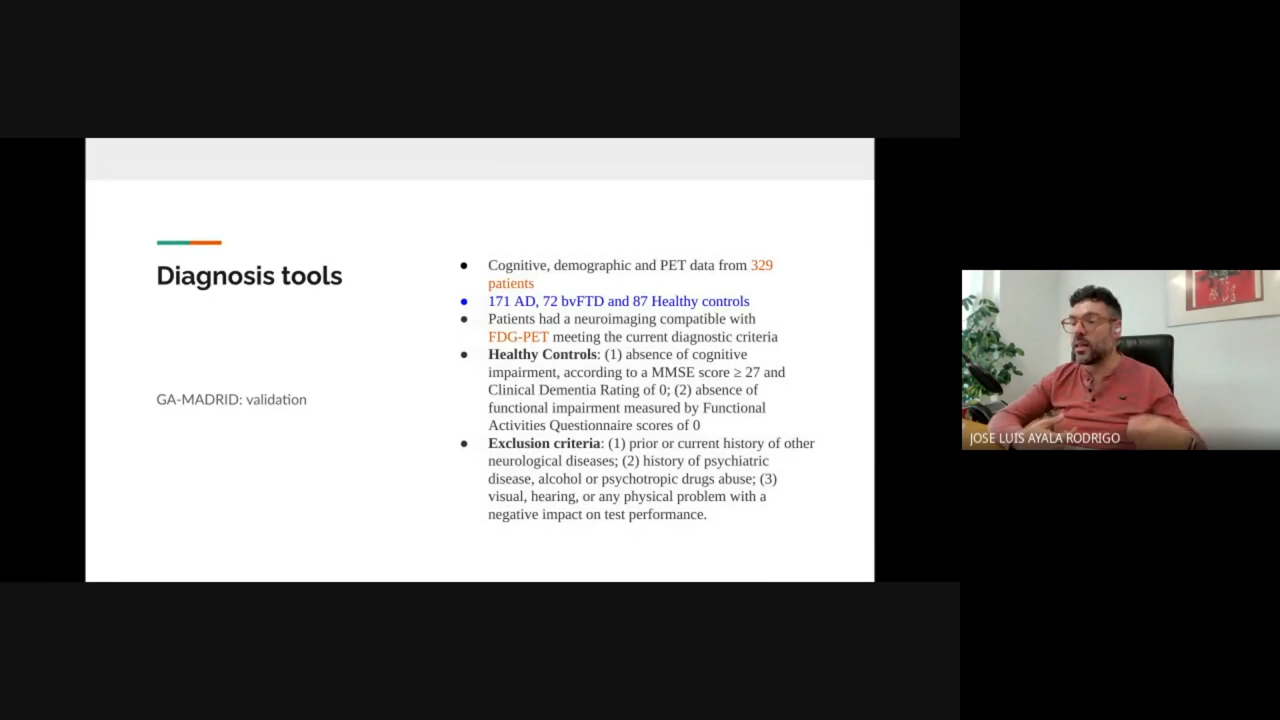 Diagnosis tools
GA-MADRID: validation
● Cognitive, demographic and PET data from 329
patients
● 171 AD, 72 bvFTD and 87 Healthy controls
● Patients had a neuroimaging compatible with
FDG-PET meeting the current diagnostic criteria
● Healthy Controls: (1) absence of cognitive
impairment, according to a MMSE score ≥ 27 and
Clinical Dementia Rating of 0; (2) absence of
functional impairment measured by Functional
Activities Questionnaire scores of 0
● Exclusion criteria: (1) prior or current history of other
neurological diseases; (2) history of psychiatric
disease, alcohol or psychotropic drugs abuse; (3)
visual, hearing, or any physical problem with a
negative impact on test performance.
JOSE LUIS AYALA RODRIGO